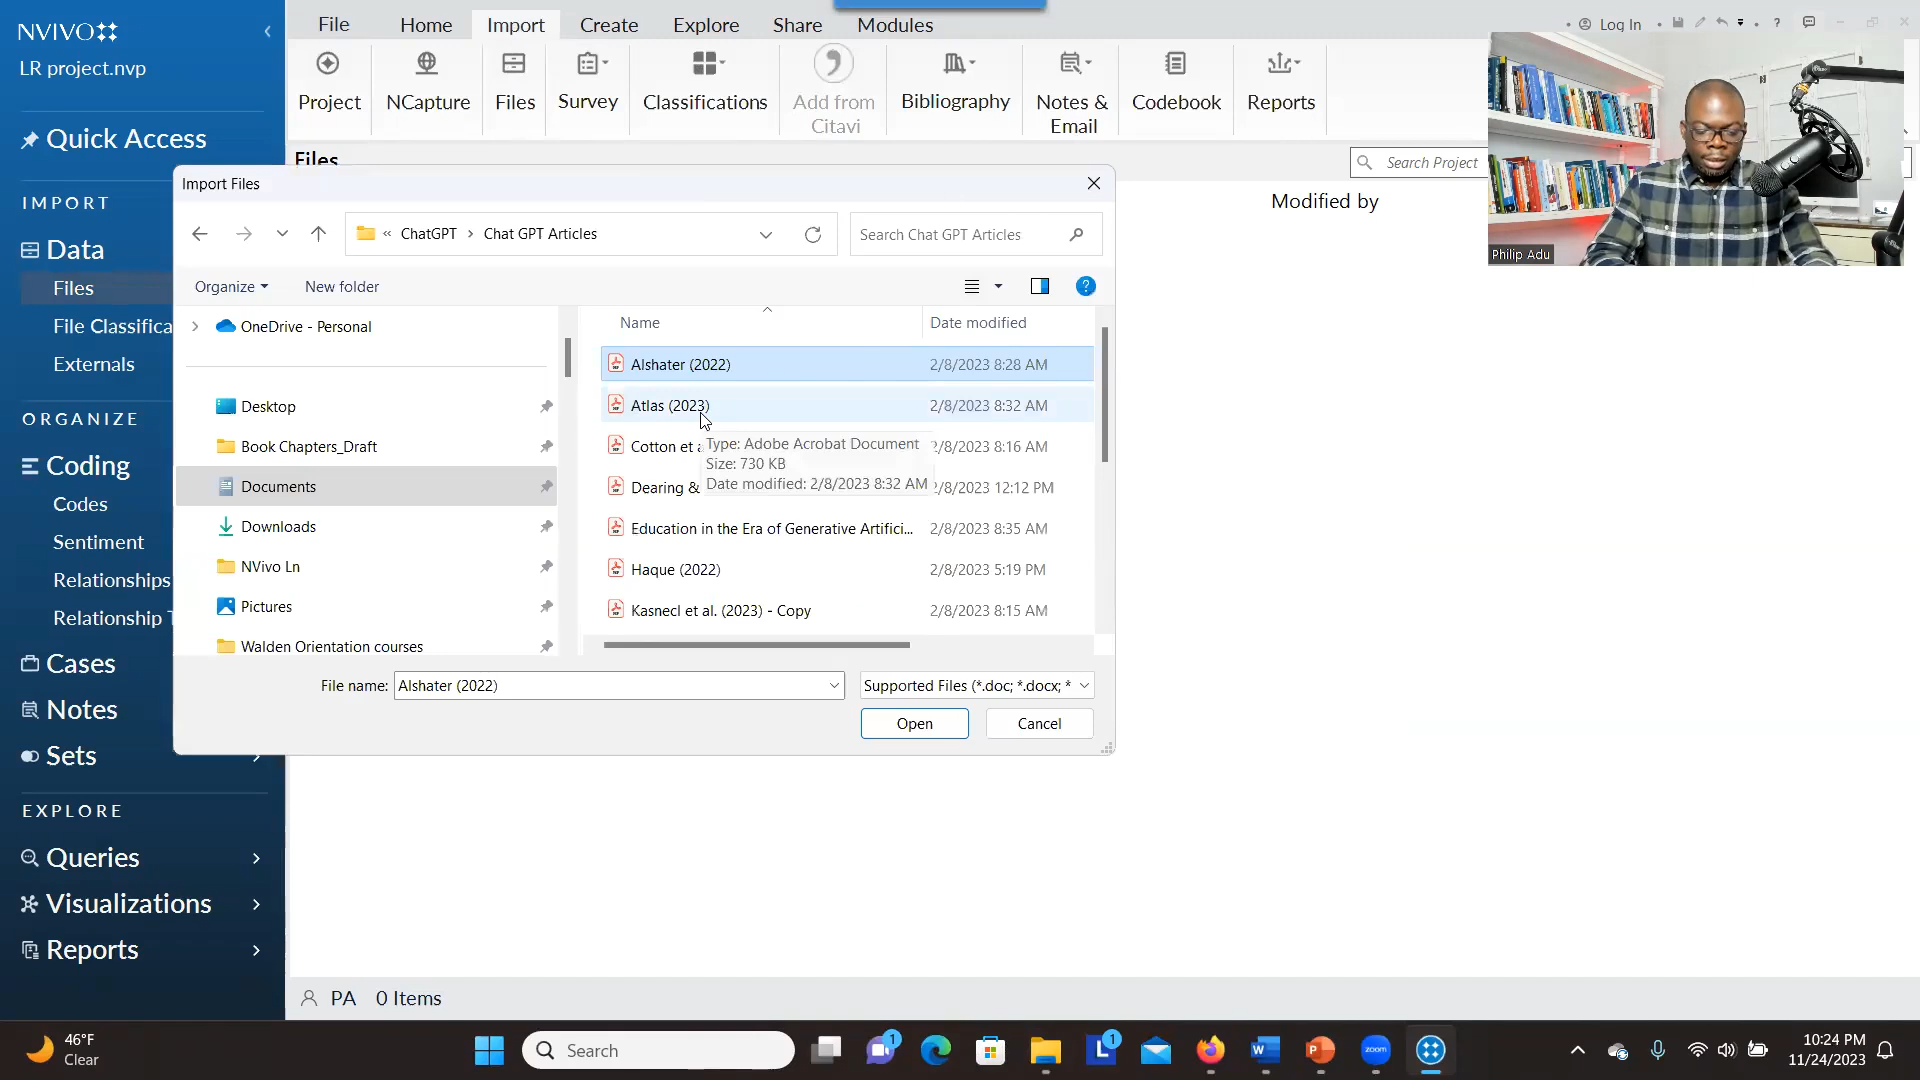 NVIVO
LR project.nvp
File Home Import Create Explore Share Modules
Log In
?
Project NCapture Files Survey Classifications Add from Citavi Bibliography Notes & Email Codebook Reports
Quick Access
IMPORT
Data
Files
File Classifica
Externals
ORGANIZE
Coding
Codes
Sentiment
Relationships
Relationship T
Cases
Notes
Sets
EXPLORE
Queries
Visualizations
Reports
Files
Search Project
Modified by
Philip Adu
Import Files
« ChatGPT > Chat GPT Articles
Search Chat GPT Articles
Organize New folder
?
OneDrive - Personal
Desktop
Book Chapters_Draft
Documents
Downloads
NVivo Ln
Pictures
Walden Orientation courses
Name Date modified
Alshater (2022) 2/8/2023 8:28 AM
Atlas (2023) 2/8/2023 8:32 AM
Cotton et a 2/8/2023 8:16 AM
Dearing & 2/8/2023 12:12 PM
Type: Adobe Acrobat Document
Size: 730 KB
Date modified: 2/8/2023 8:32 AM
Education in the Era of Generative Artifici... 2/8/2023 8:35 AM
Haque (2022) 2/8/2023 5:19 PM
Kasnecl et al. (2023) - Copy 2/8/2023 8:15 AM
File name: Alshater (2022) Supported Files (*.doc; *.docx; *
Open Cancel
PA 0 Items
46°F
Clear
Search
1
L 1
W
P
zoom
10:24 PM
11/24/2023